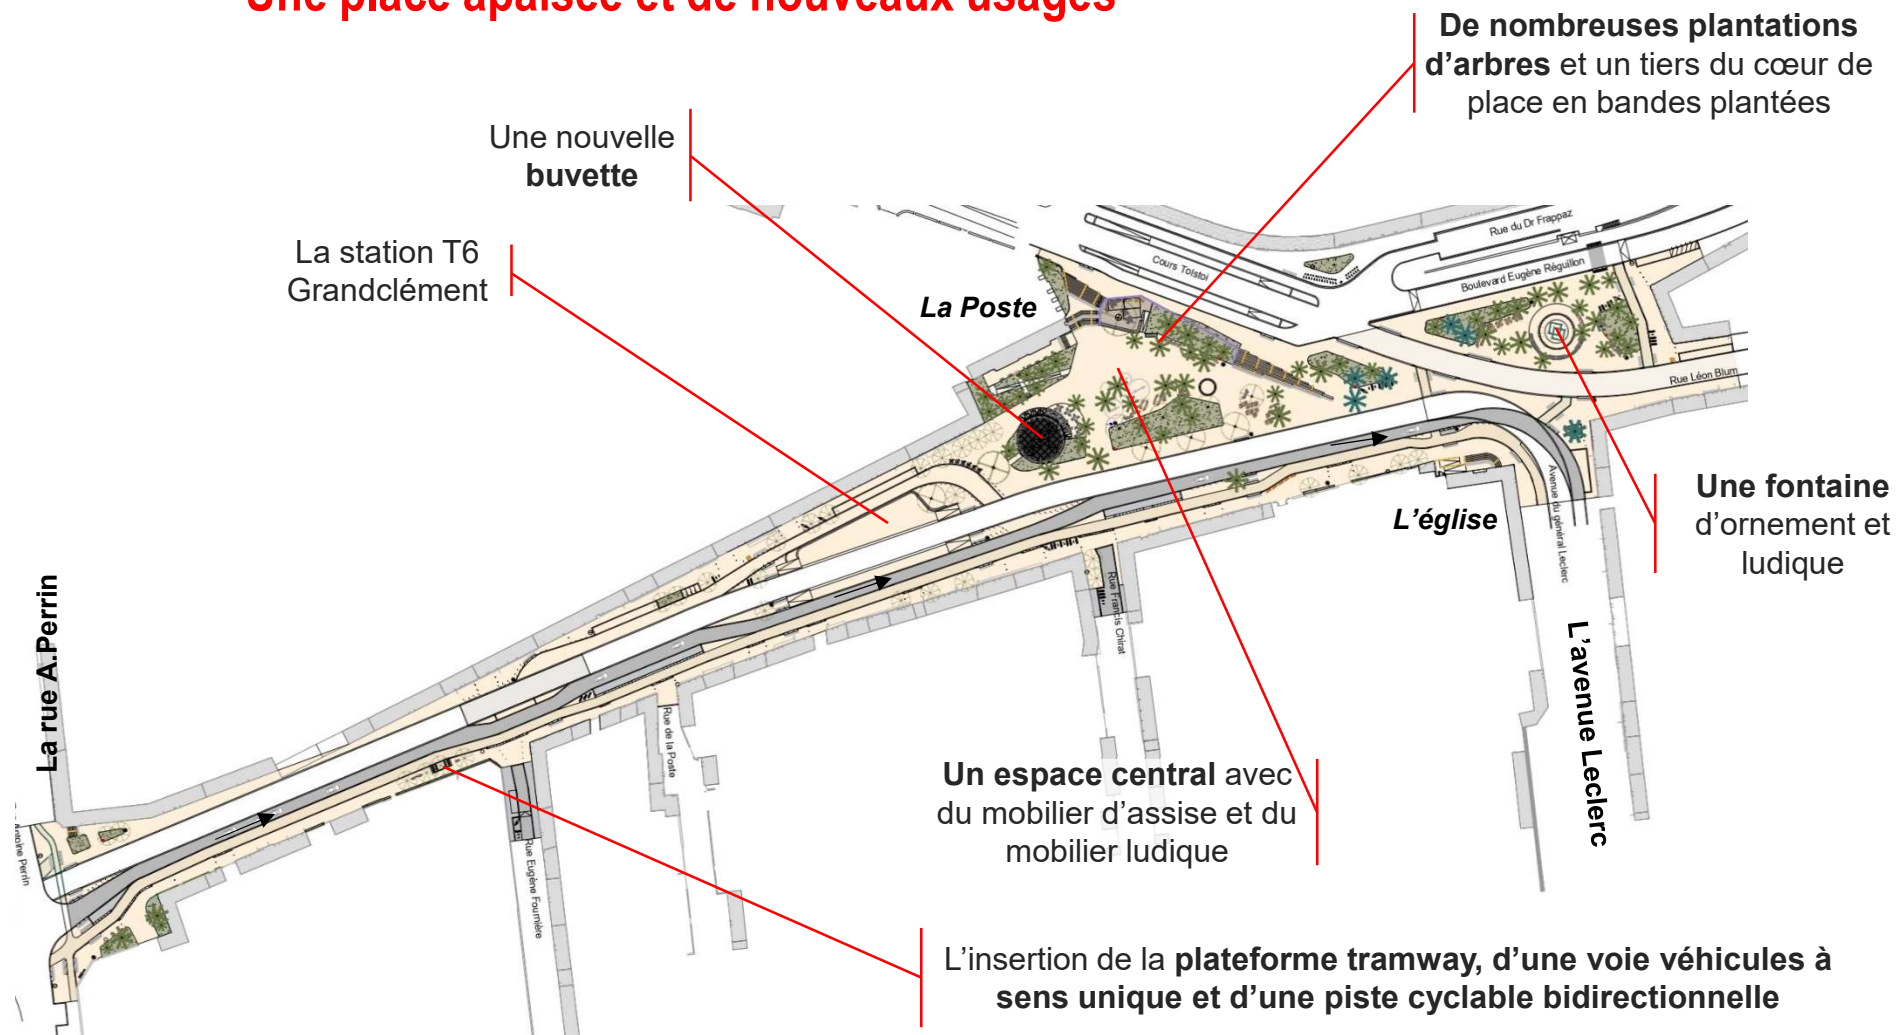 Une place apaisée et de nouveaux usages
De nombreuses plantations
d’arbres et un tiers du cœur de
place en bandes plantées
Une nouvelle
buvette
La station T6
Grandclément
La Poste
Cours Tolstoï
Rue du Dr Frappaz
Boulevard Eugène Réguillon
Rue Léon Blum
Une fontaine
d’ornement et
ludique
L’église
Avenue du général Leclerc
L’avenue Leclerc
Rue Francis Chirat
Rue de la Poste
Rue Eugène Fournière
La rue A.Perrin
Antoine Perrin
Un espace central avec
du mobilier d’assise et du
mobilier ludique
L’insertion de la plateforme tramway, d’une voie véhicules à
sens unique et d’une piste cyclable bidirectionnelle